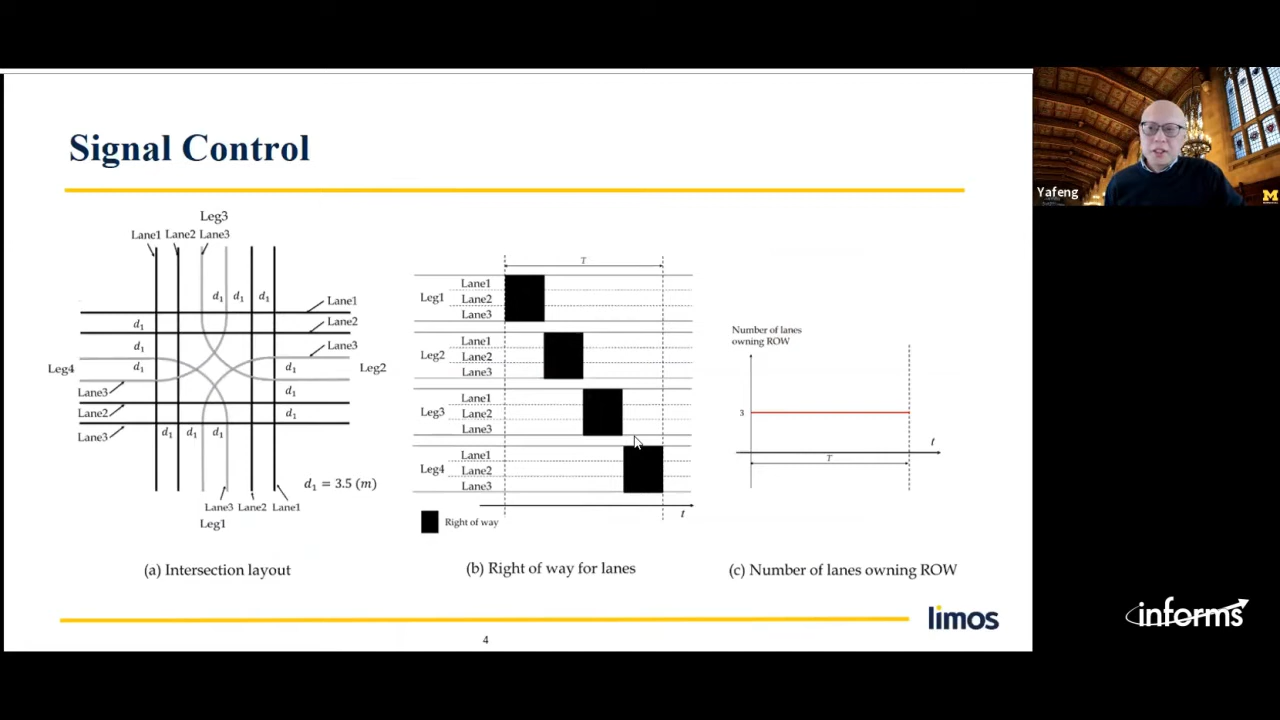 Signal Control
Leg3
Lane1 Lane2 Lane3
d₁ d₁ d₁
Lane1
d₁
Lane2
d₁
Lane3
Leg4
d₁
d₁
Leg2
Lane3
d₁
Lane2
d₁
Lane3
d₁ d₁ d₁
d₁ = 3.5 (m)
Lane3 Lane2 Lane1
Leg1
(a) Intersection layout
T
Leg1
Lane1
Lane2
Lane3
Leg2
Lane1
Lane2
Lane3
Leg3
Lane1
Lane2
Lane3
Leg4
Lane1
Lane2
Lane3
t
Right of way
(b) Right of way for lanes
Number of lanes
owning ROW
3
t
T
(c) Number of lanes owning ROW
limos
4
Yafeng
M
informs